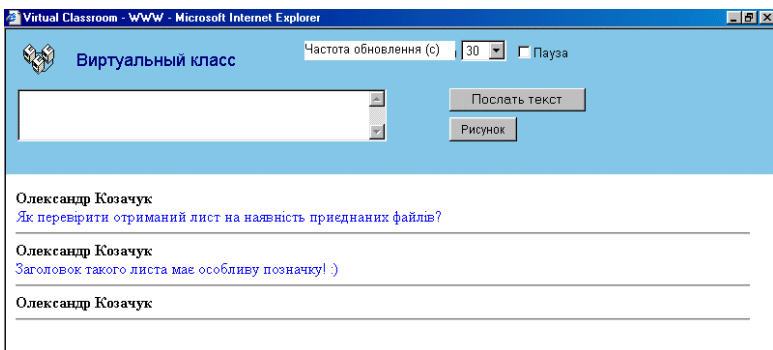 Virtual Classroom - WWW - Microsoft Internet Explorer
Виртуальный класс
Частота обновлення (с) 30 Пауза
Послать текст
Рисунок
Олександр Козачук
Як перевірити отриманий лист на наявність приєднаних файлів?
Олександр Козачук
Заголовок такого листа має особливу позначку! :)
Олександр Козачук